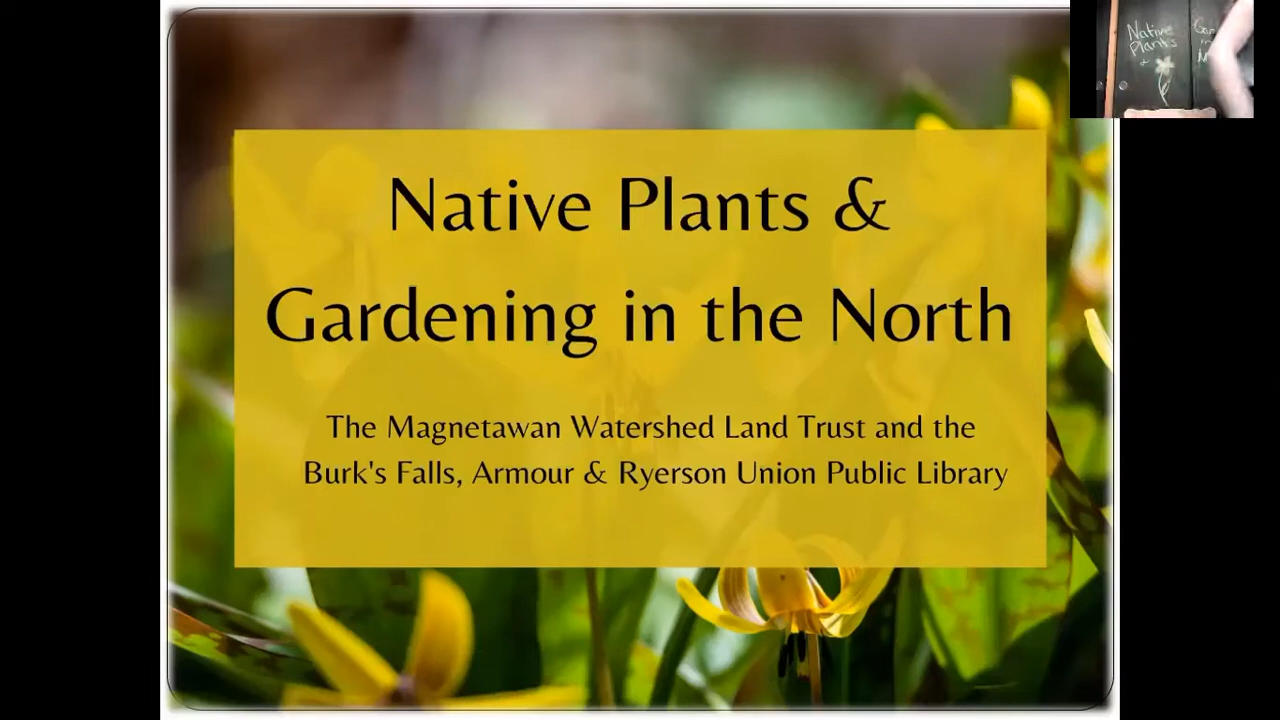 Native Plants &
Gardening in the North
The Magnetawan Watershed Land Trust and the
Burk's Falls, Armour & Ryerson Union Public Library
Native
Plants